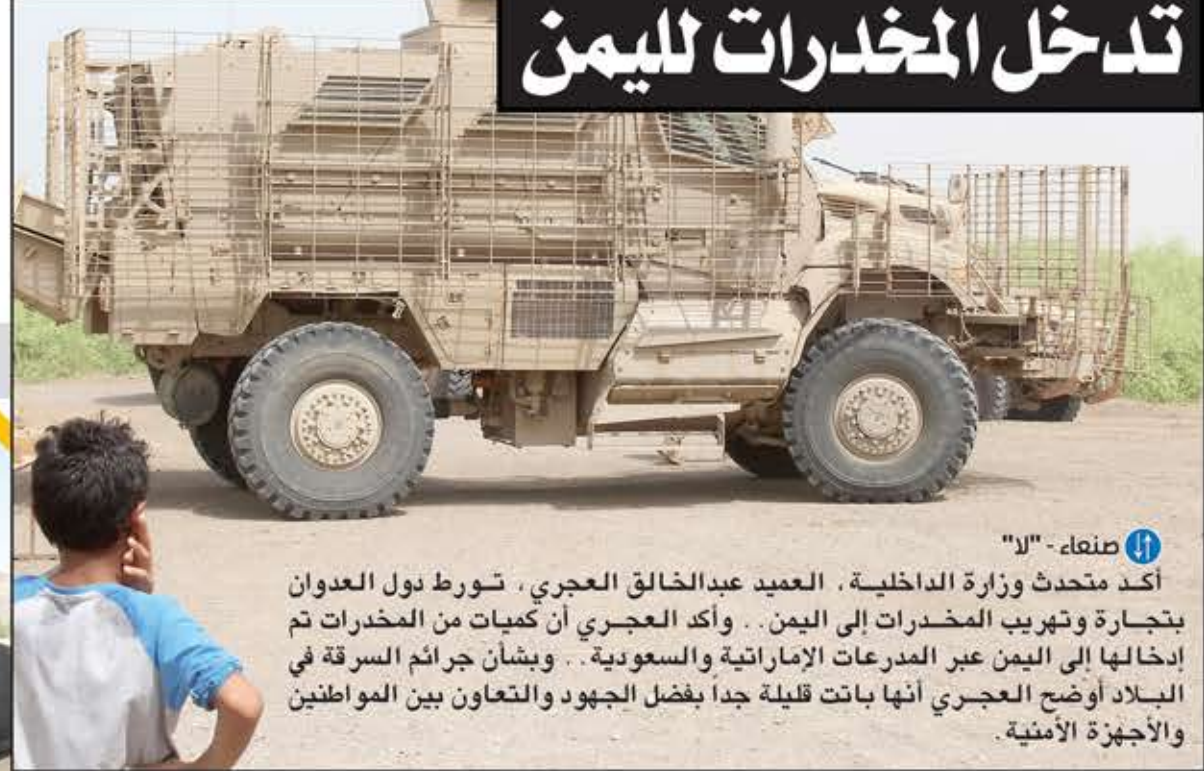 تدخل المخدرات لليمن
صنعاء - "لا"
أكد متحدث وزارة الداخلية، العميد عبدالخالق العجري، تورط دول العدوان
بتجارة وتهريب المخدرات إلى اليمن.. وأكد العجري أن كميات من المخدرات تم
إدخالها إلى اليمن عبر المدرعات الإماراتية والسعودية.. وبشأن جرائم السرقة في
البلاد أوضح العجري أنها باتت قليلة جداً بفضل الجهود والتعاون بين المواطنين
والأجهزة الأمنية.